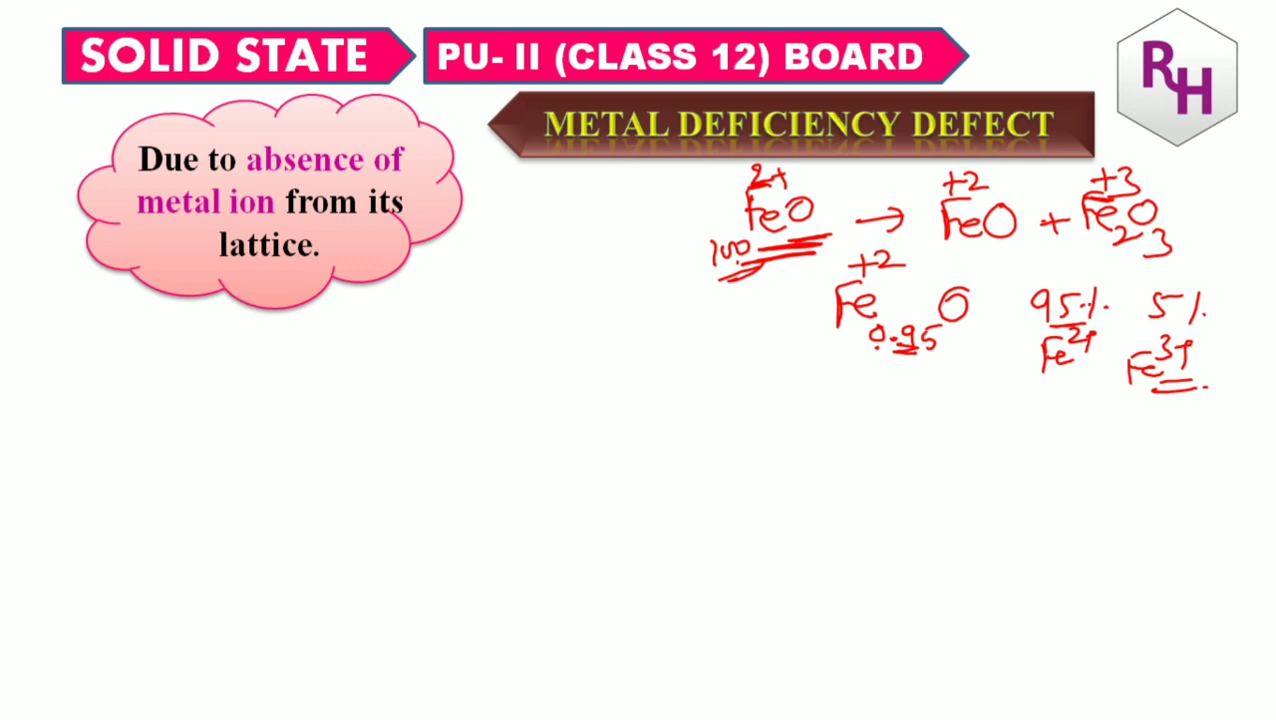 SOLID STATE
PU- II (CLASS 12) BOARD
RH
METAL DEFICIENCY DEFECT
Due to absence of
metal ion from its
lattice.
2+ +2 +3
FeO → FeO + Fe2O3
100
+2
Fe0.95O 95% 5%
Fe2+ Fe3+